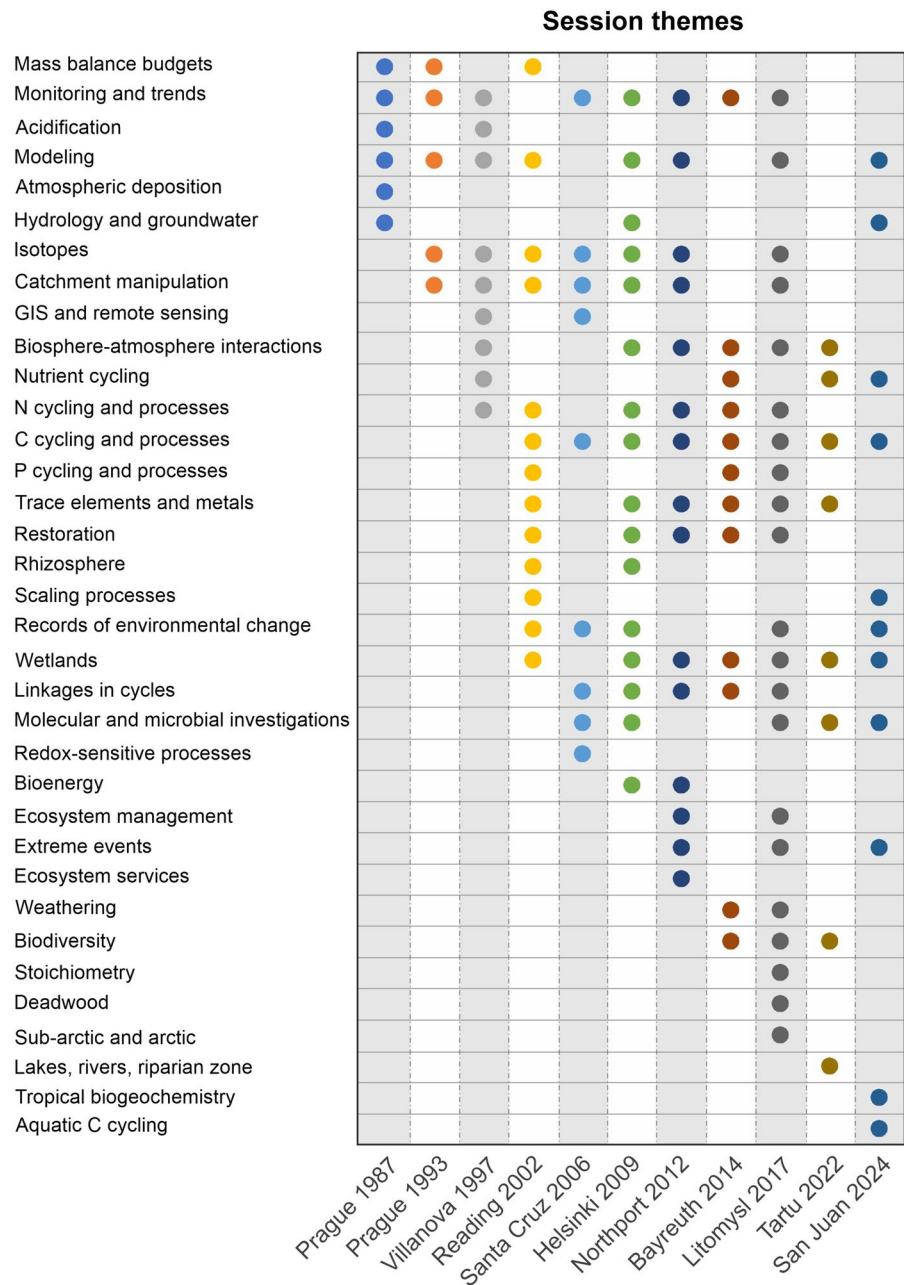 Session themes
Mass balance budgets
Monitoring and trends
Acidification
Modeling
Atmospheric deposition
Hydrology and groundwater
Isotopes
Catchment manipulation
GIS and remote sensing
Biosphere-atmosphere interactions
Nutrient cycling
N cycling and processes
C cycling and processes
P cycling and processes
Trace elements and metals
Restoration
Rhizosphere
Scaling processes
Records of environmental change
Wetlands
Linkages in cycles
Molecular and microbial investigations
Redox-sensitive processes
Bioenergy
Ecosystem management
Extreme events
Ecosystem services
Weathering
Biodiversity
Stoichiometry
Deadwood
Sub-arctic and arctic
Lakes, rivers, riparian zone
Tropical biogeochemistry
Aquatic C cycling
Prague 1987
Prague 1993
Villanova 1997
Reading 2002
Santa Cruz 2006
Helsinki 2009
Northport 2012
Bayreuth 2014
Litomysl 2017
Tartu 2022
San Juan 2024